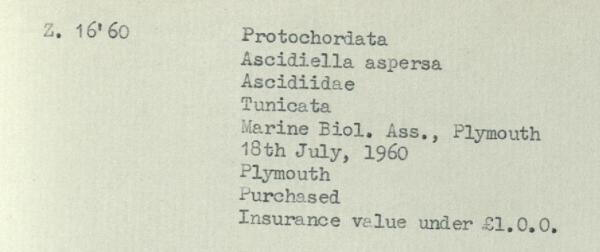 Z. 16'60 Protochordata
Ascidiella aspersa
Ascidiidae
Tunicata
Marine Biol. Ass., Plymouth
18th July, 1960
Plymouth
Purchased
Insurance value under £1.0.0.